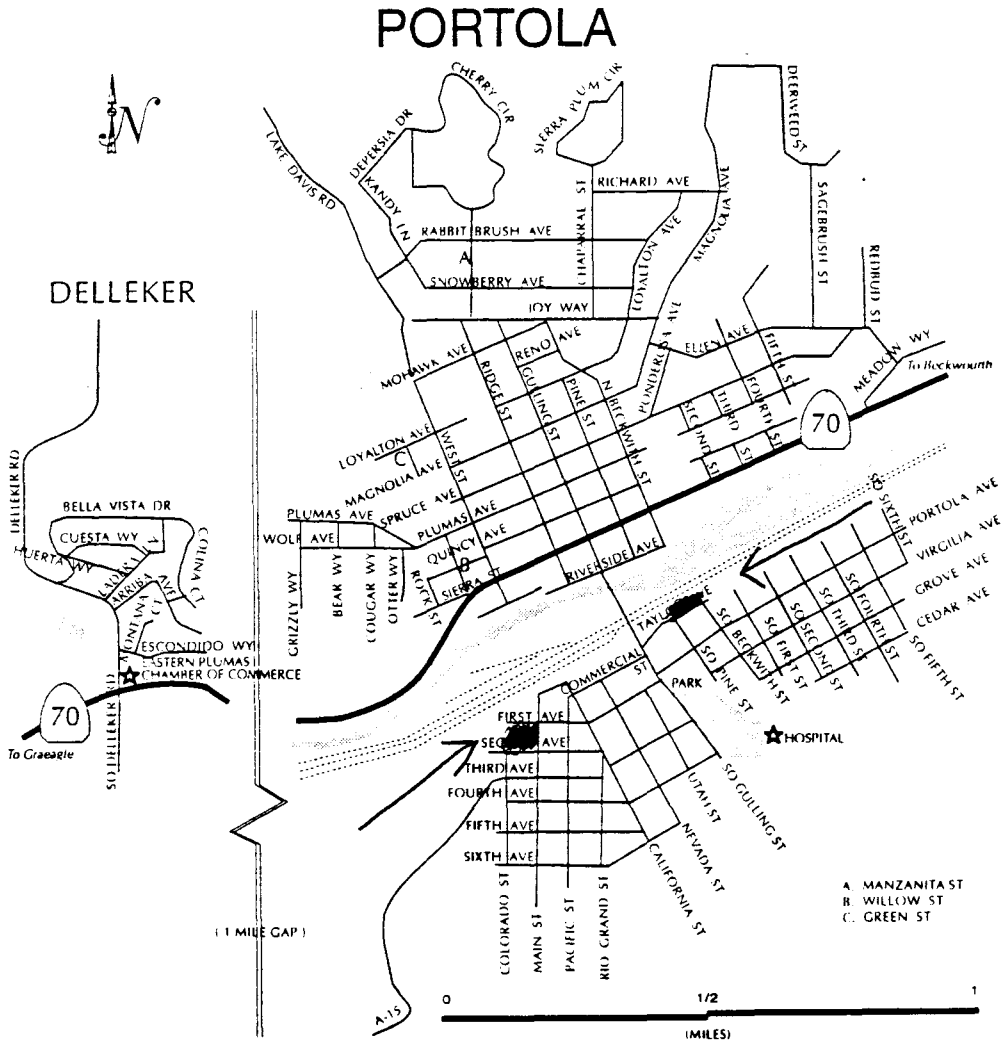 PORTOLA
N
CHERRY CIR
SIERRA PLUM CIR
DEERWEED ST
LAKE DAVIS RD
DEPERSIA DR
KANDY LN
CHAPARRAL ST
RICHARD AVE
MAGNOLIA AVE
SAGEBRUSH ST
REDBUD ST
RABBIT BRUSH AVE
A
SNOWBERRY AVE
LOYALTON AVE
JOY WAY
DELLEKER
MOHAWK AVE
RENO AVE
PONDEROSA AVE
ELLEN AVE
FIFTH ST
MEADOW WY
To Beckwourth
RIDGE ST
GULLING ST
PINE ST
N. BECKWITH ST
SECOND ST
THIRD ST
FOURTH ST
70
LOYALTON AVE
C
WEST ST
MAGNOLIA AVE
SPRUCE AVE
PLUMAS AVE
PLUMAS AVE
WOLF AVE
QUINCY AVE
B
SIERRA ST
RIVERSIDE AVE
ROCK ST
GRIZZLY WY
BEAR WY
COUGAR WY
OTTER WY
DELLEKER RD
BELLA VISTA DR
CUESTA WY
HUERTA WY
LADERA
ARRIBA AVE
COLINA CT
MONTANA CT
ESCONDIDO WY
EASTERN PLUMAS
CHAMBER OF COMMERCE
70
To Graeagle
SO DELLEKER RD
SO SIXTH ST
PORTOLA AVE
VIRGILIA AVE
GROVE AVE
CEDAR AVE
SO FIFTH ST
SO FOURTH ST
SO THIRD ST
SO SECOND ST
SO FIRST ST
SO BECKWITH ST
SO PINE ST
COMMERCIAL ST
PARK
HOSPITAL
FIRST AVE
AVE
THIRD AVE
FOURTH AVE
FIFTH AVE
SIXTH AVE
SO GULLING ST
UTAH ST
NEVADA ST
CALIFORNIA ST
COLORADO ST
MAIN ST
PACIFIC ST
RIO GRAND ST
A. MANZANITA ST
B. WILLOW ST
C. GREEN ST
( 1 MILE GAP )
A-15
0 1/2 1
(MILES)